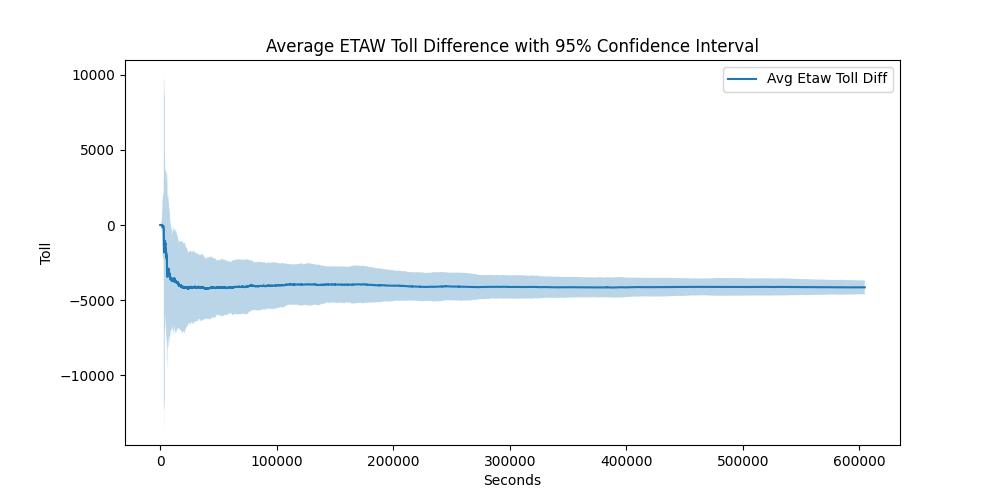 Average ETAW Toll Difference with 95% Confidence Interval
Avg Etaw Toll Diff
10000
5000
0
−5000
−10000
Toll
0 100000 200000 300000 400000 500000 600000
Seconds